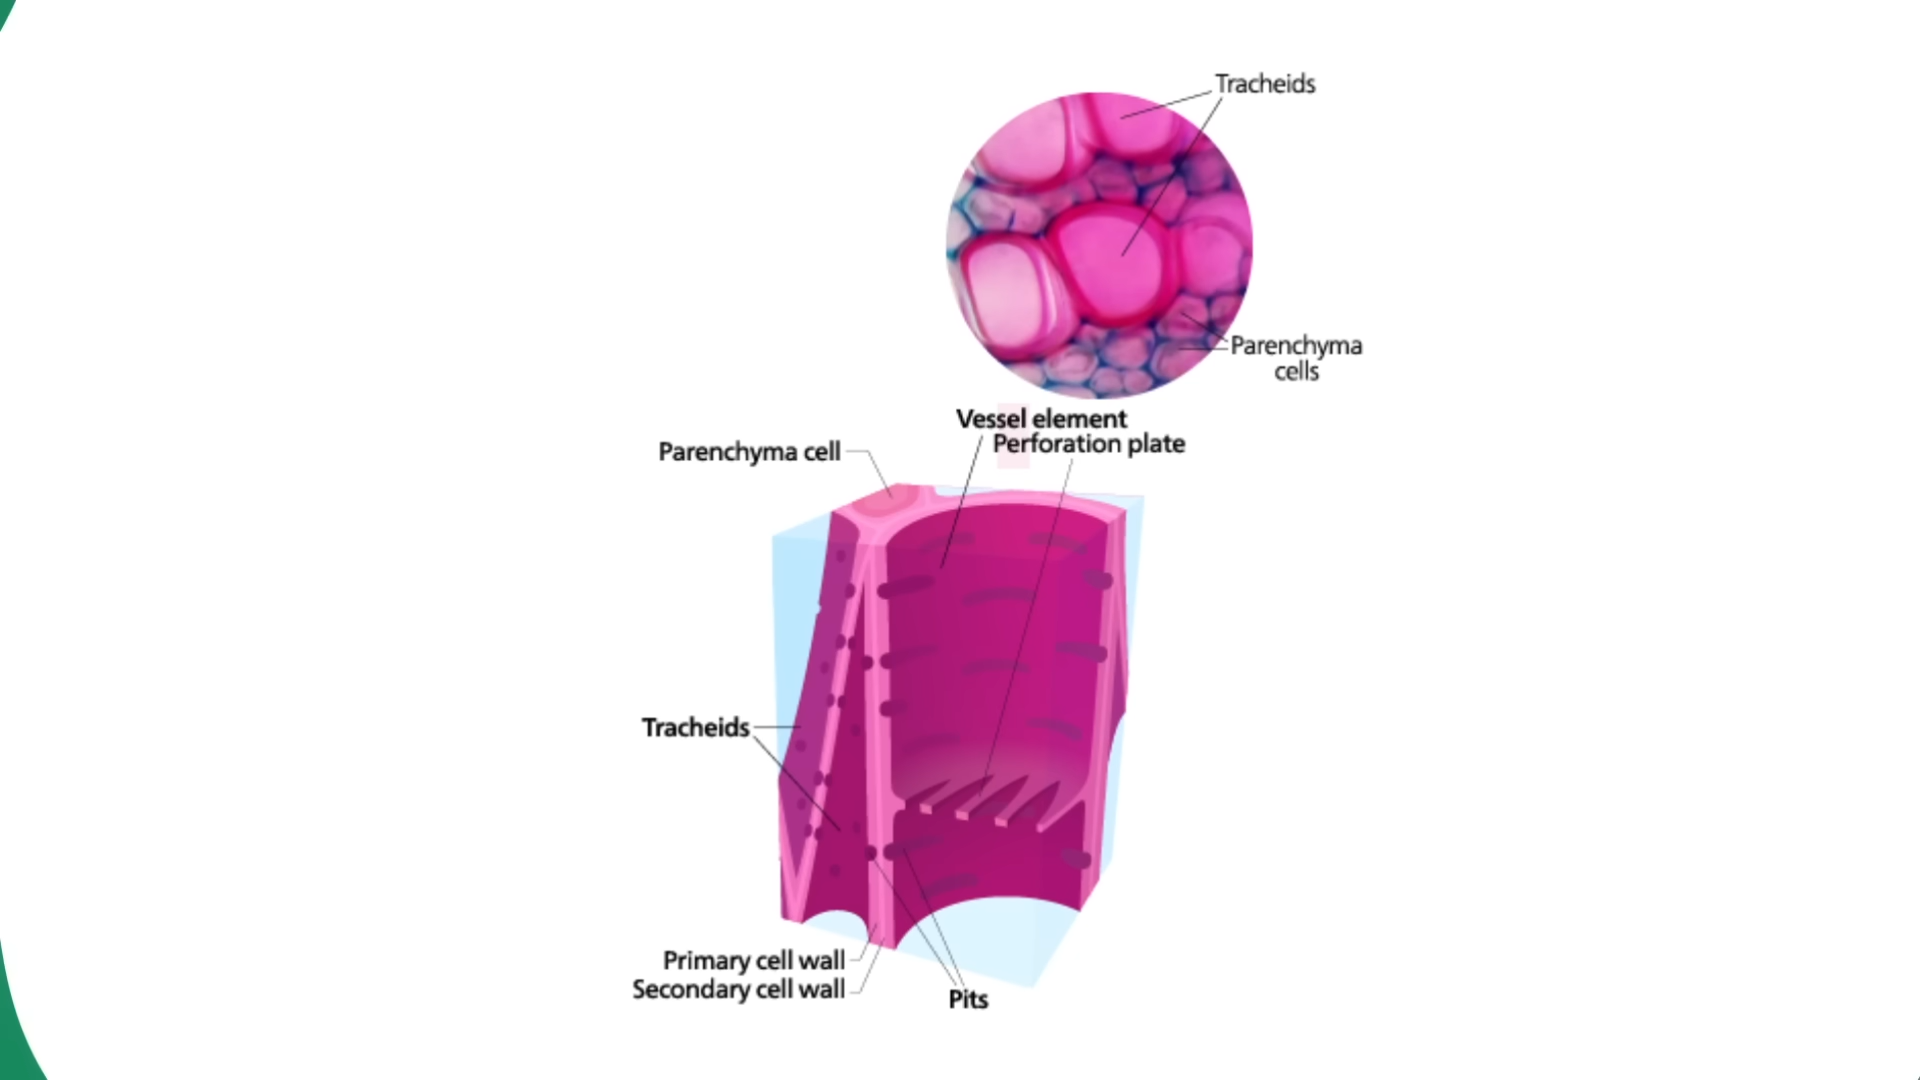 Tracheids
Parenchyma
cells
Vessel element
Perforation plate
Parenchyma cell
Tracheids
Primary cell wall
Secondary cell wall
Pits